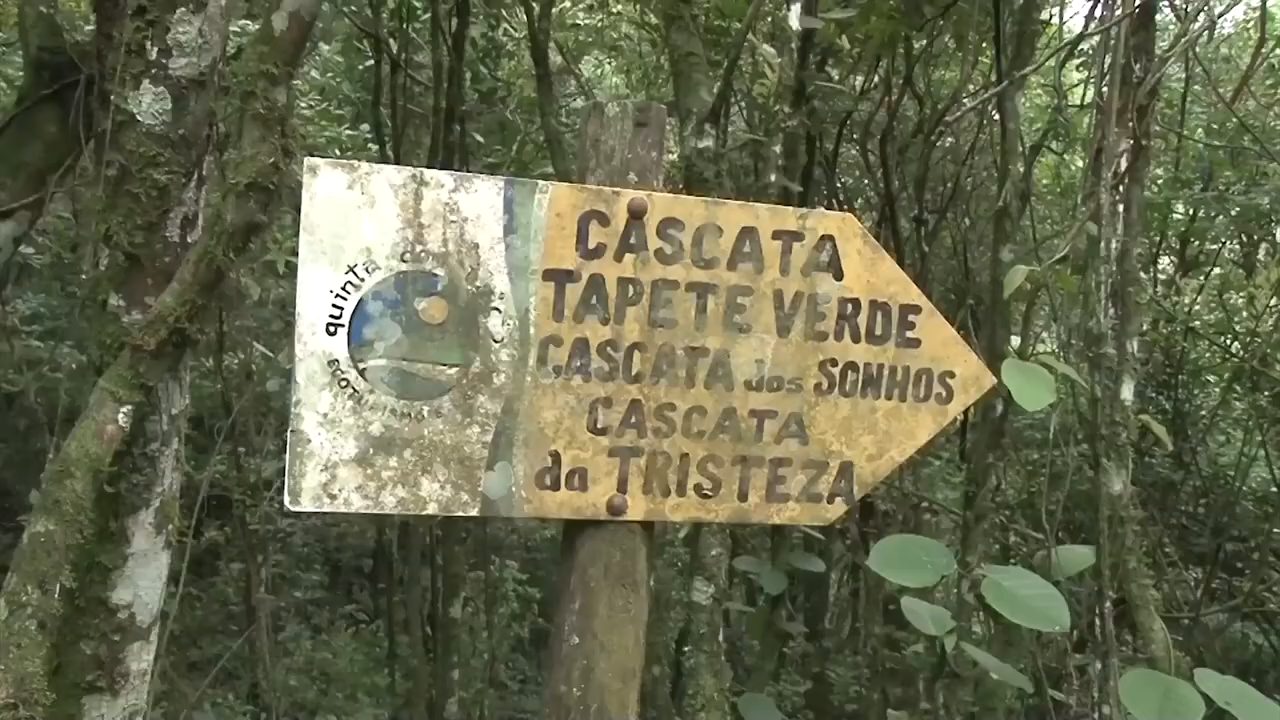 quinta
CASCATA
TAPETE VERDE
CASCATA dos SONHOS
CASCATA
da TRISTEZA